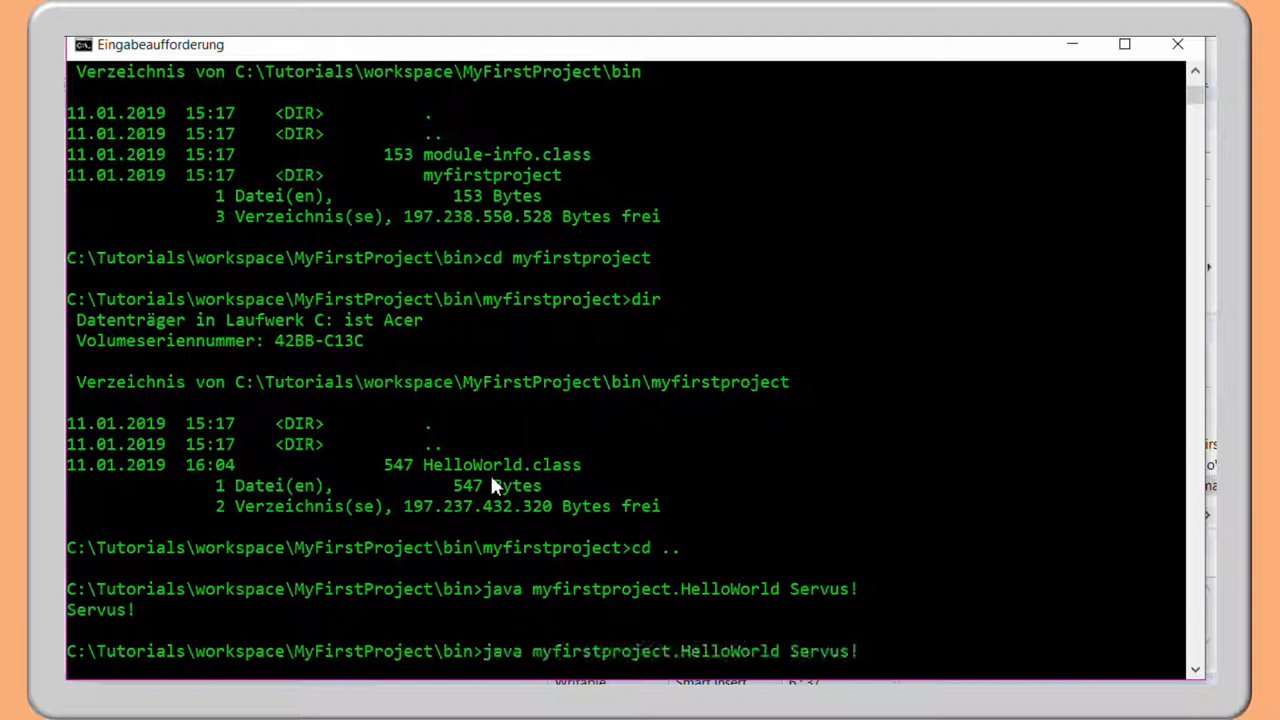 Eingabeaufforderung
Verzeichnis von C:\Tutorials\workspace\MyFirstProject\bin
11.01.2019  15:17    <DIR>          .
11.01.2019  15:17    <DIR>          ..
11.01.2019  15:17               153 module-info.class
11.01.2019  15:17    <DIR>          myfirstproject
1 Datei(en),            153 Bytes
3 Verzeichnis(se), 197.238.550.528 Bytes frei
C:\Tutorials\workspace\MyFirstProject\bin>cd myfirstproject
C:\Tutorials\workspace\MyFirstProject\bin\myfirstproject>dir
Datenträger in Laufwerk C: ist Acer
Volumeseriennummer: 42BB-C13C
Verzeichnis von C:\Tutorials\workspace\MyFirstProject\bin\myfirstproject
11.01.2019  15:17    <DIR>          .
11.01.2019  15:17    <DIR>          ..
11.01.2019  16:04               547 HelloWorld.class
1 Datei(en),            547 Bytes
2 Verzeichnis(se), 197.237.432.320 Bytes frei
C:\Tutorials\workspace\MyFirstProject\bin\myfirstproject>cd ..
C:\Tutorials\workspace\MyFirstProject\bin>java myfirstproject.HelloWorld Servus!
Servus!
C:\Tutorials\workspace\MyFirstProject\bin>java myfirstproject.HelloWorld Servus!